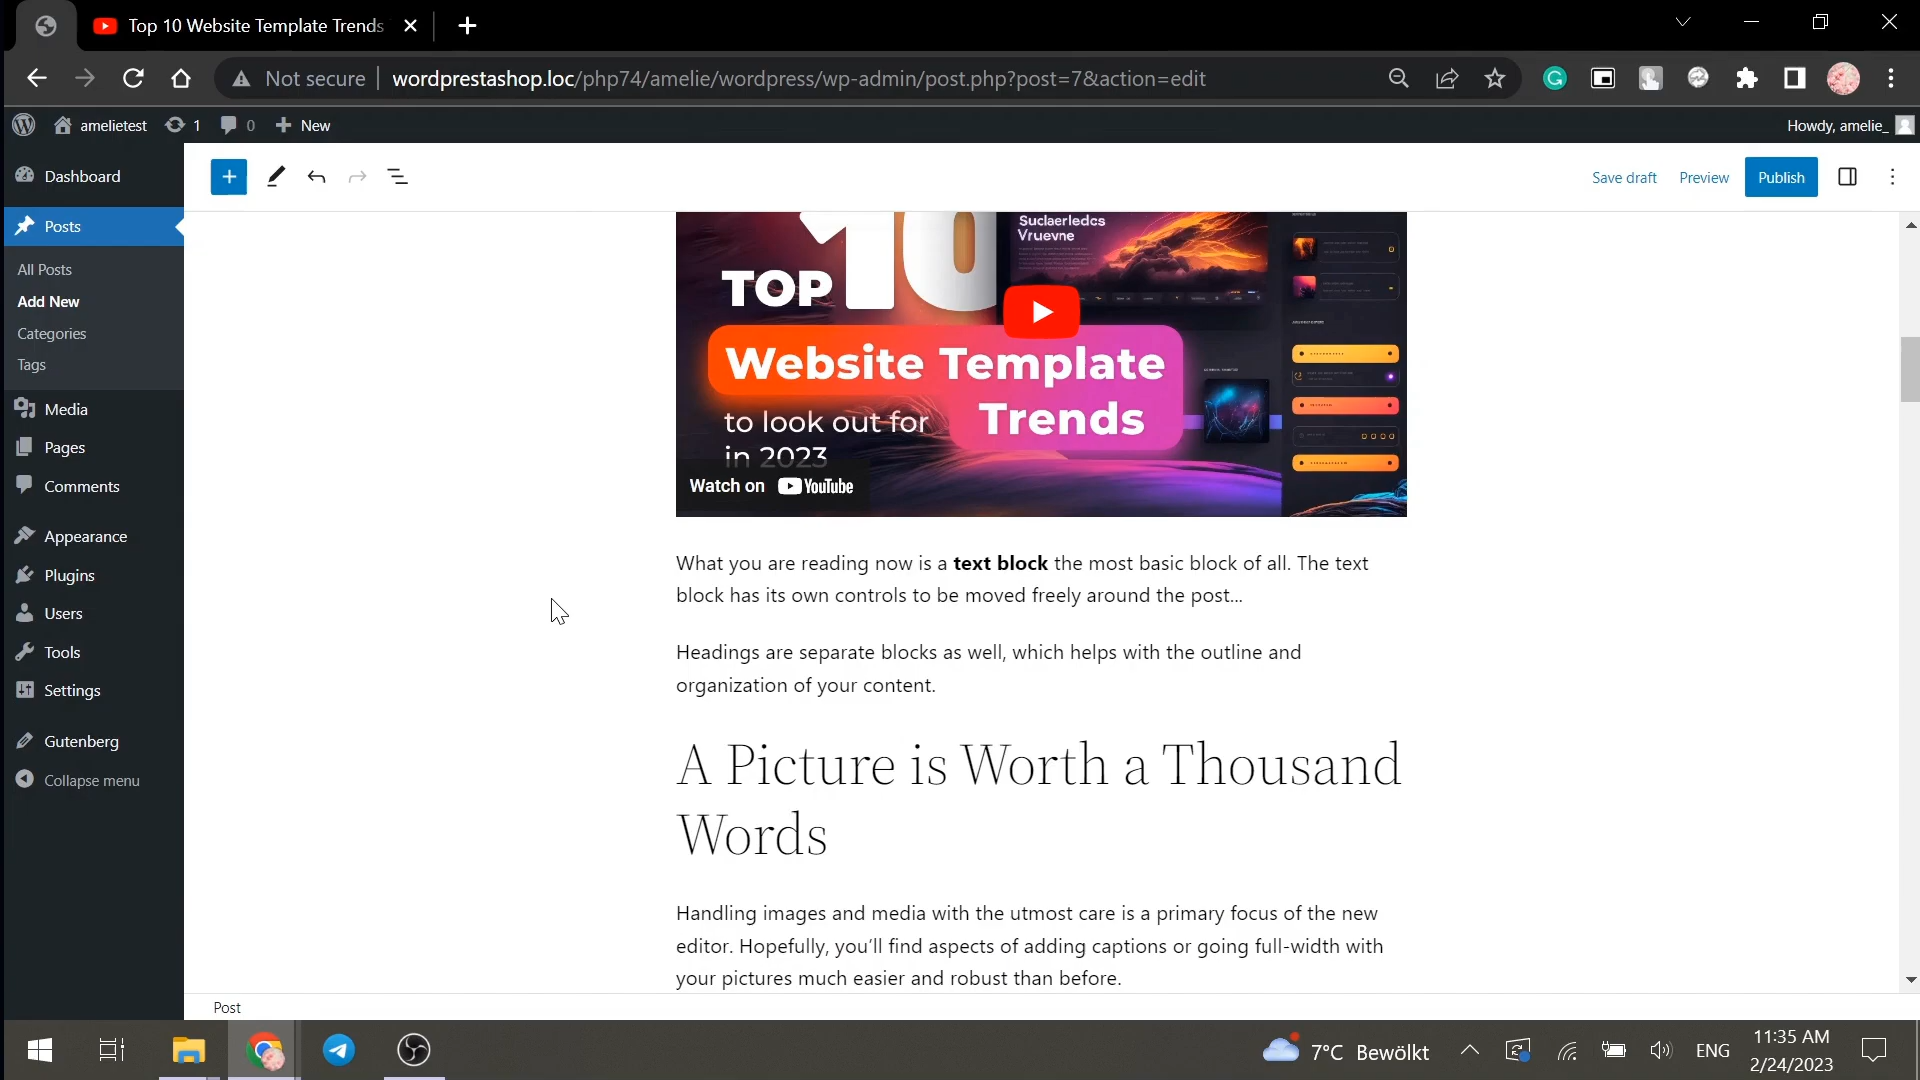 Top 10 Website Template Trends
Not secure
wordprestashop.loc/php74/amelie/wordpress/wp-admin/post.php?post=7&action=edit
amelietest
1
0
New
Howdy, amelie_
Dashboard
Posts
All Posts
Add New
Categories
Tags
Media
Pages
Comments
Appearance
Plugins
Users
Tools
Settings
Gutenberg
Collapse menu
Save draft
Preview
Publish
Suclaerledcs
Vruevne
TOP
10
Website Template
Trends
to look out for
in 2023
Watch on YouTube
What you are reading now is a text block the most basic block of all. The text
block has its own controls to be moved freely around the post...
Headings are separate blocks as well, which helps with the outline and
organization of your content.
A Picture is Worth a Thousand
Words
Handling images and media with the utmost care is a primary focus of the new
editor. Hopefully, you'll find aspects of adding captions or going full-width with
your pictures much easier and robust than before.
Post
7°C Bewölkt
ENG
11:35 AM
2/24/2023